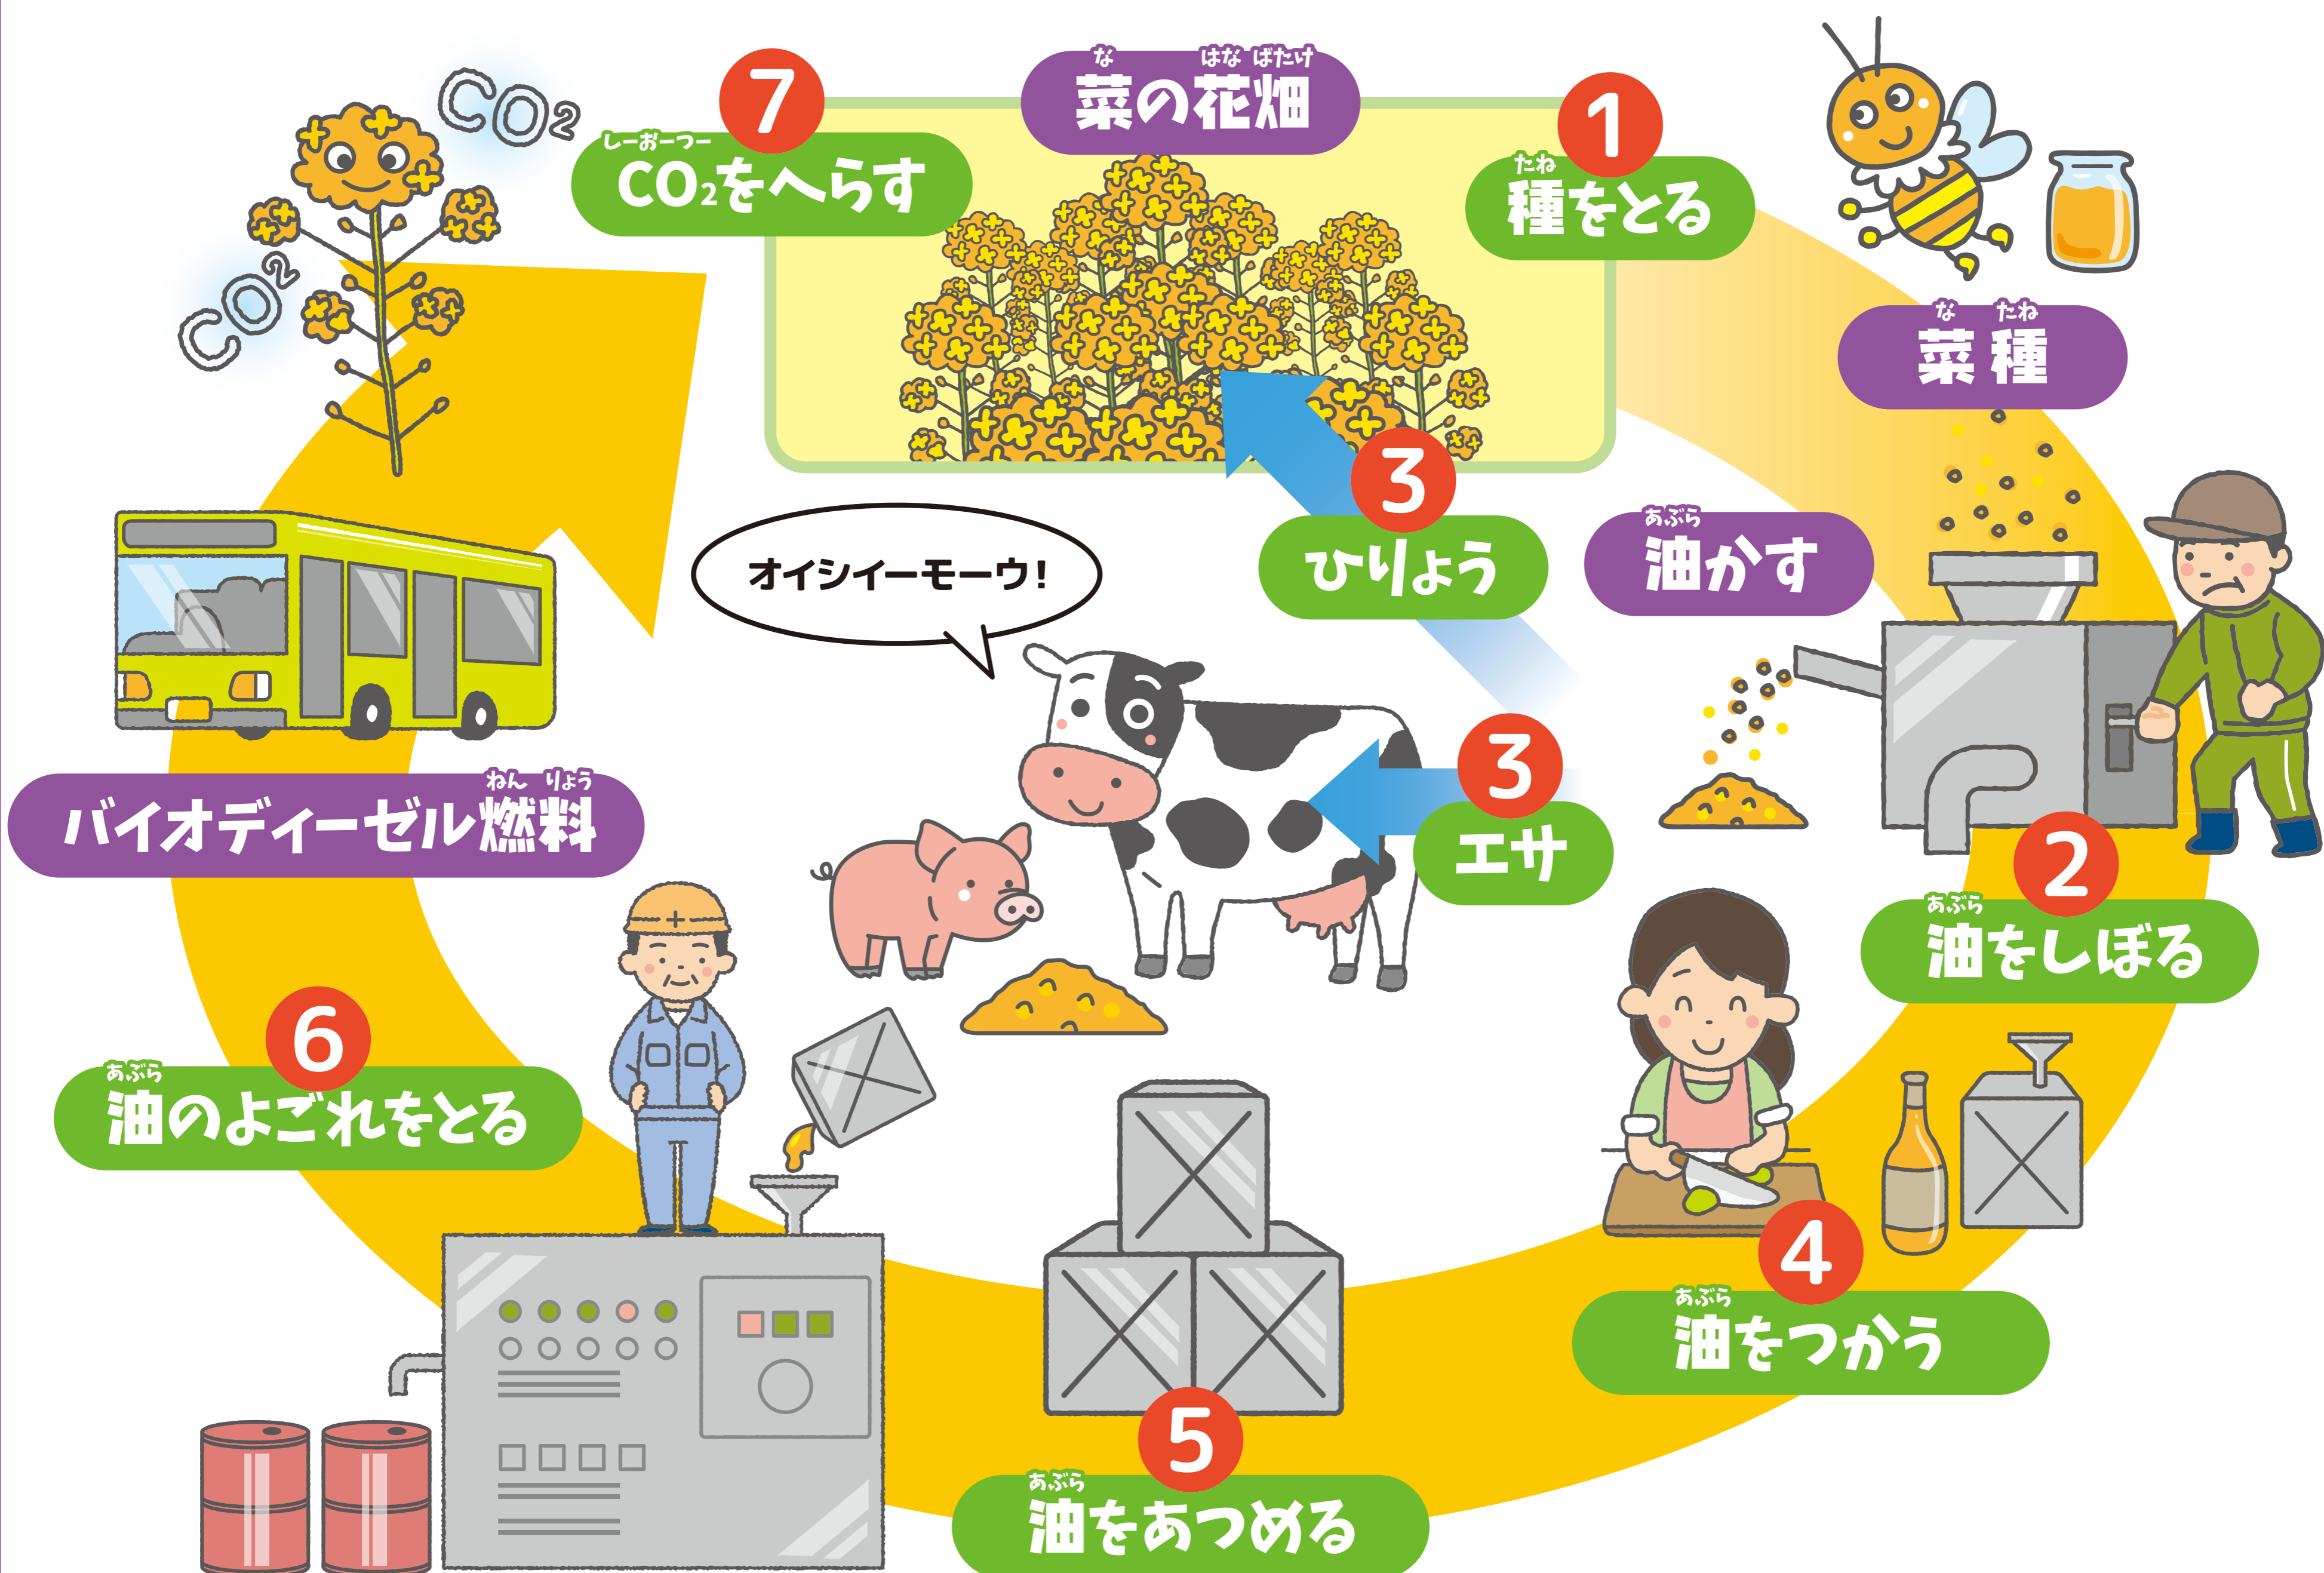 な はな ばたけ
菜の花畑
1
たね
種をとる
な たね
菜種
2
あぶら
油をしぼる
あぶら
油かす
3
ひりょう
3
エサ
オイシイーモーウ!
4
あぶら
油をつかう
5
あぶら
油をあつめる
6
あぶら
油のよごれをとる
ねん りょう
バイオディーゼル燃料
7
しーおーつー
CO₂をへらす
CO2
CO2